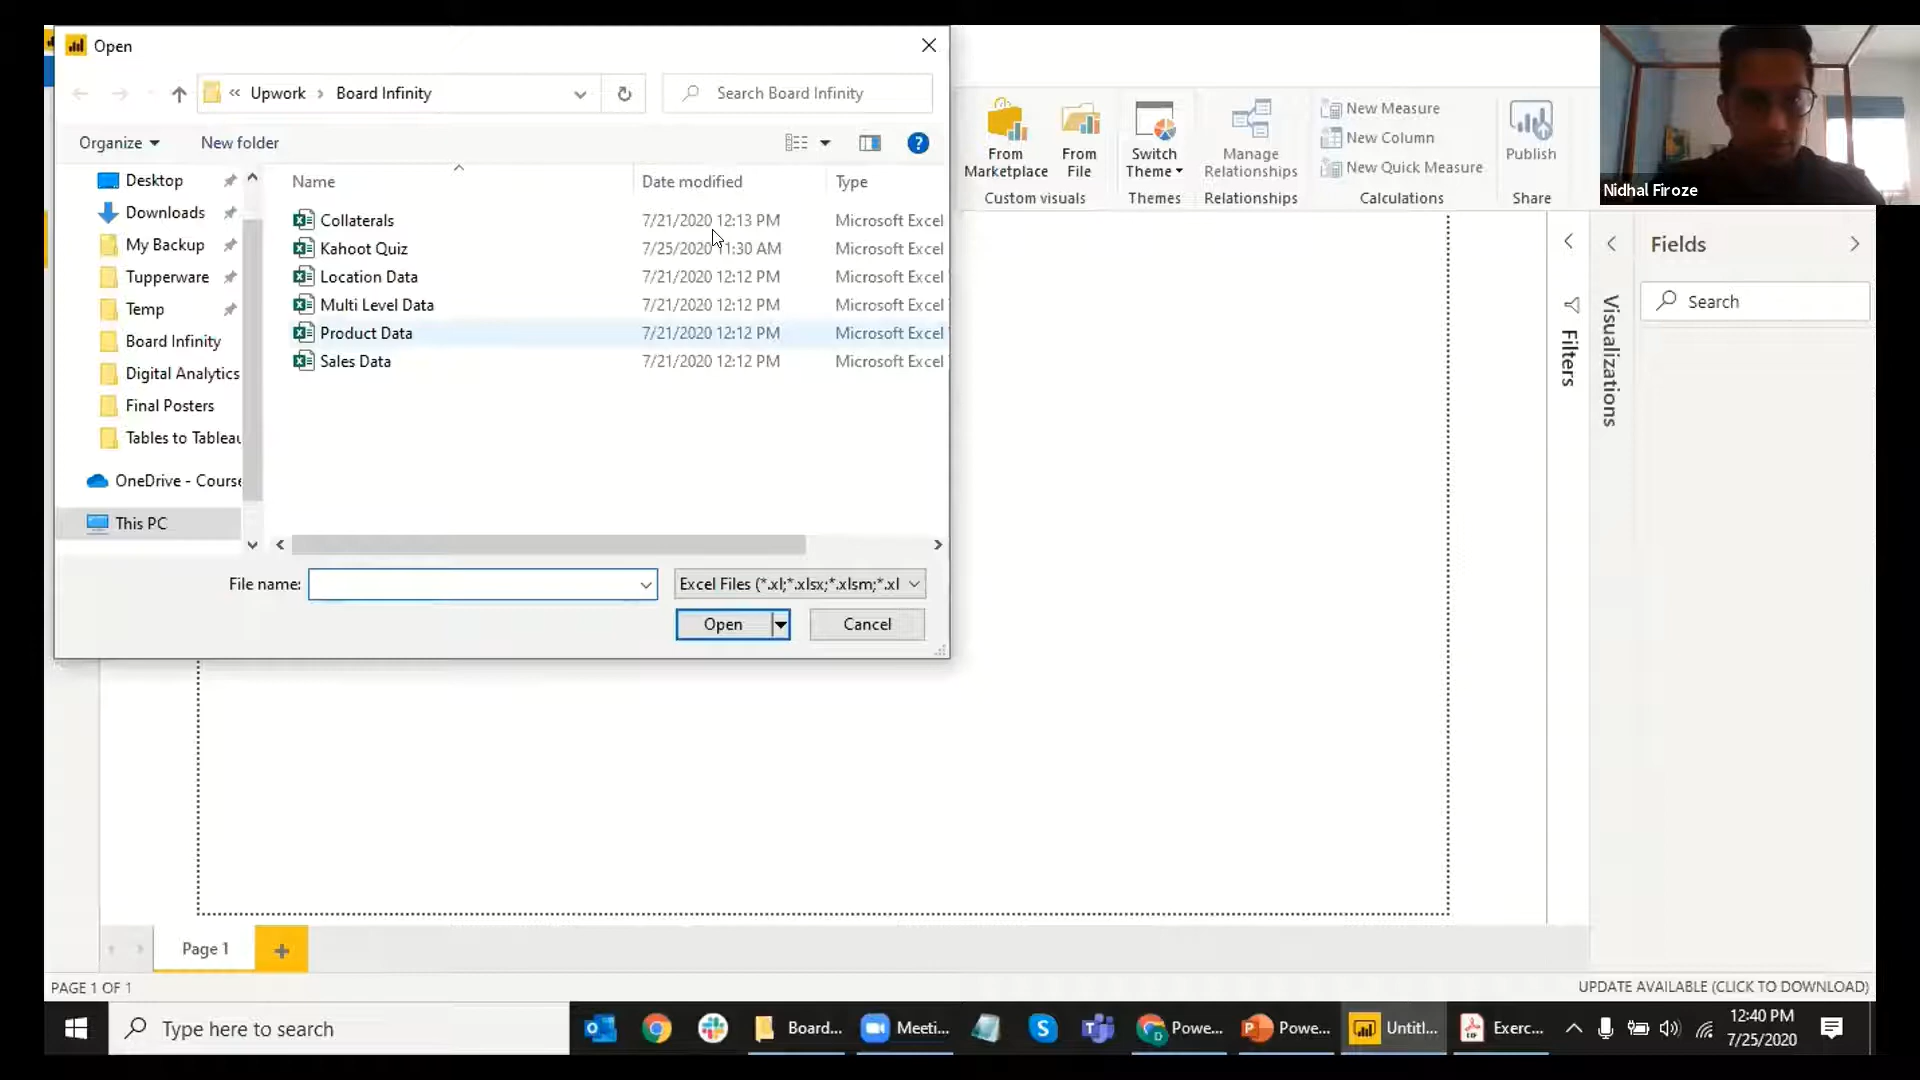 Open
Upwork
Board Infinity
Search Board Infinity
Organize
New folder
Name
Date modified
Type
Desktop
Downloads
My Backup
Tupperware
Temp
Board Infinity
Digital Analytics
Final Posters
Tables to Tableau
OneDrive - Course
This PC
Collaterals 7/21/2020 12:13 PM Microsoft Excel
Kahoot Quiz 7/25/2020 11:30 AM Microsoft Excel
Location Data 7/21/2020 12:12 PM Microsoft Excel
Multi Level Data 7/21/2020 12:12 PM Microsoft Excel
Product Data 7/21/2020 12:12 PM Microsoft Excel
Sales Data 7/21/2020 12:12 PM Microsoft Excel
File name:
Excel Files (*.xl;*.xlsx;*.xlsm;*.xl
Open
Cancel
From
Marketplace
From
File
Custom visuals
Switch
Theme
Themes
Manage
Relationships
Relationships
New Measure
New Column
New Quick Measure
Calculations
Publish
Share
Nidhal Firoze
Filters
Visualizations
Fields
Search
Page 1
PAGE 1 OF 1
UPDATE AVAILABLE (CLICK TO DOWNLOAD)
Type here to search
Board...
Meeti...
Powe...
Powe...
Untitl...
Exerc...
12:40 PM
7/25/2020